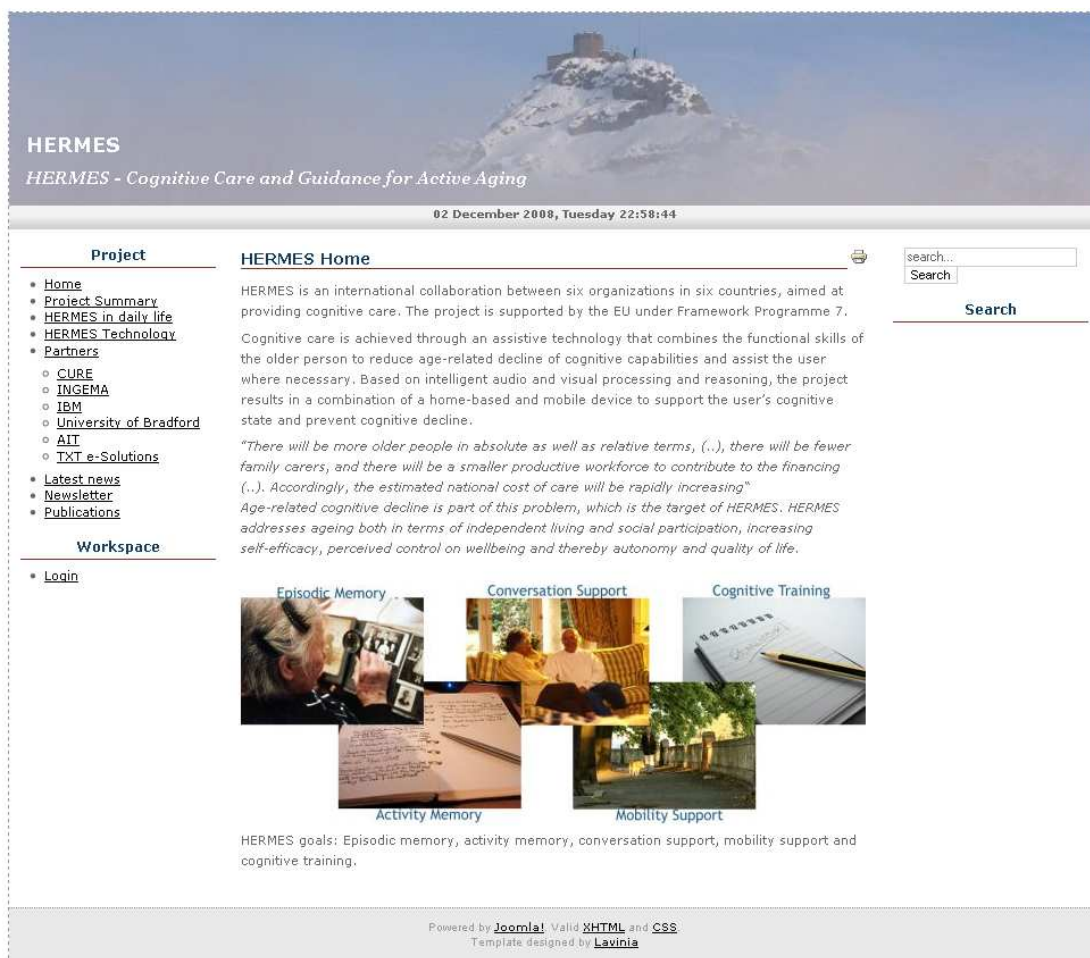 HERMES
HERMES - Cognitive Care and Guidance for Active Aging
02 December 2008, Tuesday 22:58:44
Project
Home
Project Summary
HERMES in daily life
HERMES Technology
Partners
CURE
INGEMA
IBM
University of Bradford
AIT
TXT e-Solutions
Latest news
Newsletter
Publications
Workspace
Login
HERMES Home
HERMES is an international collaboration between six organizations in six countries, aimed at
providing cognitive care. The project is supported by the EU under Framework Programme 7.
Cognitive care is achieved through an assistive technology that combines the functional skills of
the older person to reduce age-related decline of cognitive capabilities and assist the user
where necessary. Based on intelligent audio and visual processing and reasoning, the project
results in a combination of a home-based and mobile device to support the user's cognitive
state and prevent cognitive decline.
"There will be more older people in absolute as well as relative terms, (..), there will be fewer
family carers, and there will be a smaller productive workforce to contribute to the financing
(..). Accordingly, the estimated national cost of care will be rapidly increasing"
Age-related cognitive decline is part of this problem, which is the target of HERMES. HERMES
addresses ageing both in terms of independent living and social participation, increasing
self-efficacy, perceived control on wellbeing and thereby autonomy and quality of life.
Episodic Memory
Conversation Support
Cognitive Training
Activity Memory
Mobility Support
HERMES goals: Episodic memory, activity memory, conversation support, mobility support and
cognitive training.
search...
Search
Search
Powered by Joomla!. Valid XHTML and CSS.
Template designed by Lavinia